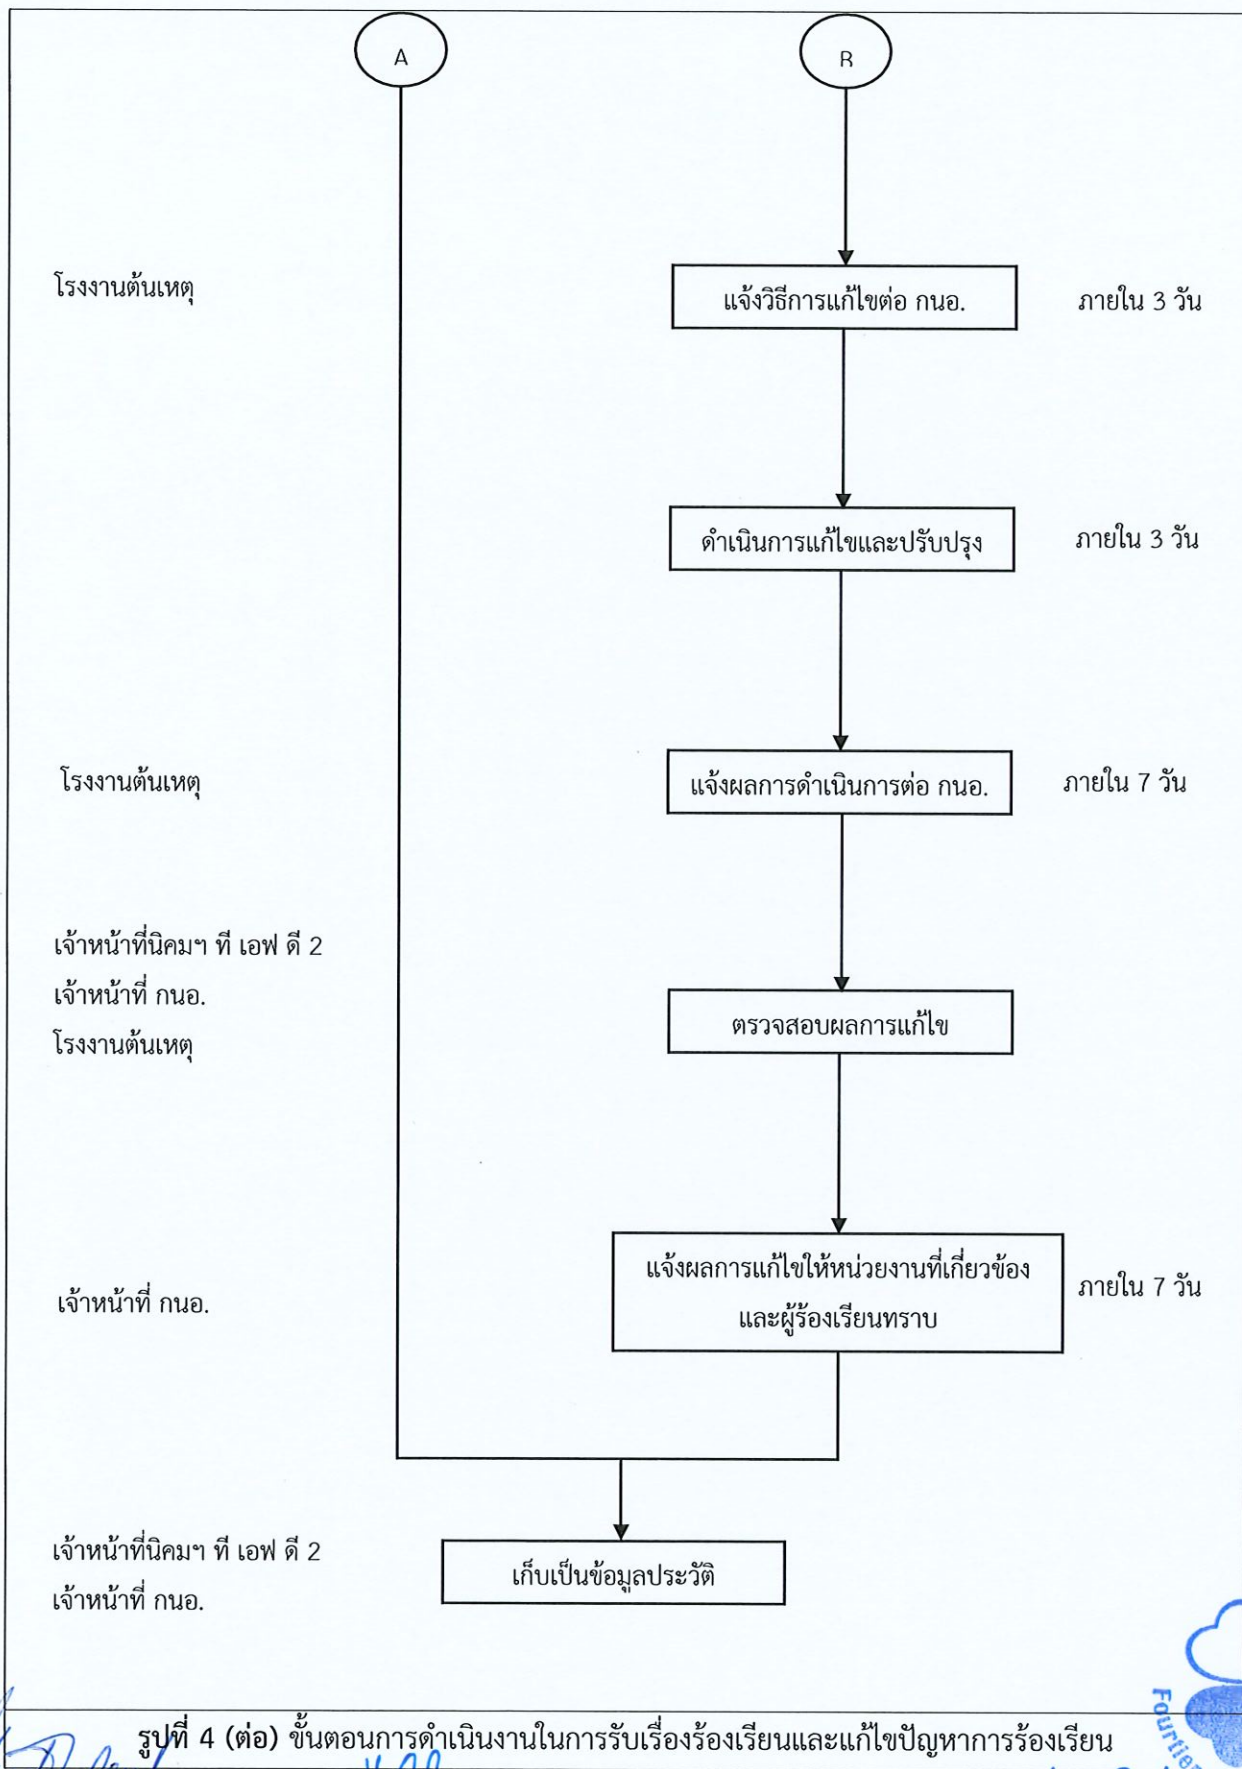 A
B
โรงงานต้นเหตุ
แจ้งวิธีการแก้ไขต่อ กนอ.
ภายใน 3 วัน
ดำเนินการแก้ไขและปรับปรุง
ภายใน 3 วัน
โรงงานต้นเหตุ
แจ้งผลการดำเนินการต่อ กนอ.
ภายใน 7 วัน
เจ้าหน้าที่นิคมฯ ที เอฟ ดี 2
เจ้าหน้าที่ กนอ.
โรงงานต้นเหตุ
ตรวจสอบผลการแก้ไข
เจ้าหน้าที่ กนอ.
แจ้งผลการแก้ไขให้หน่วยงานที่เกี่ยวข้อง
และผู้ร้องเรียนทราบ
ภายใน 7 วัน
เจ้าหน้าที่นิคมฯ ที เอฟ ดี 2
เจ้าหน้าที่ กนอ.
เก็บเป็นข้อมูลประวัติ
รูปที่ 4 (ต่อ) ขั้นตอนการดำเนินงานในการรับเรื่องร้องเรียนและแก้ไขปัญหาการร้องเรียน